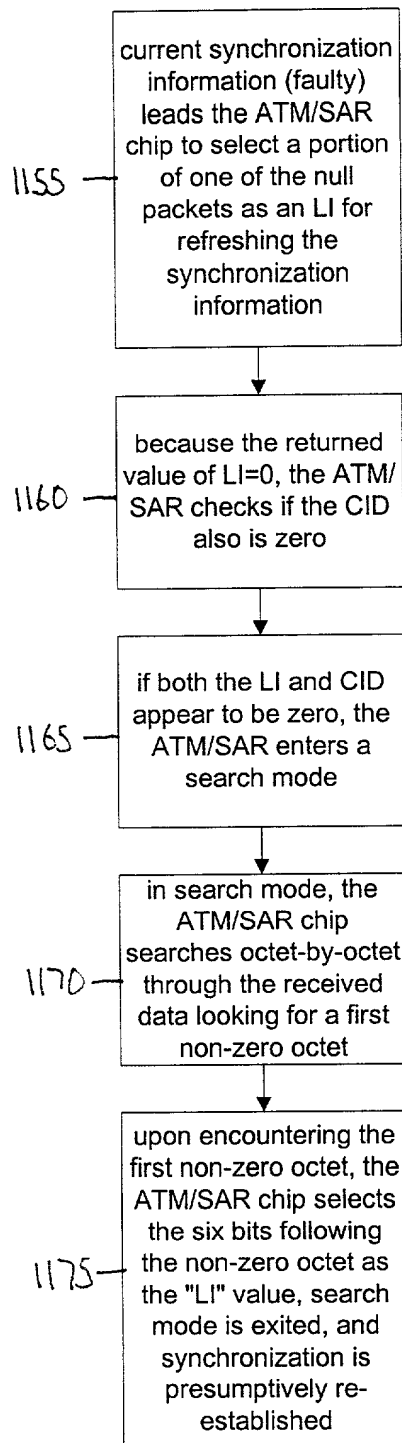 current synchronization
information (faulty)
leads the ATM/SAR
chip to select a portion
of one of the null
packets as an LI for
refreshing the
synchronization
information
1155
because the returned
value of LI=0, the ATM/
SAR checks if the CID
also is zero
1160
if both the LI and CID
appear to be zero, the
ATM/SAR enters a
search mode
1165
in search mode, the
ATM/SAR chip
searches octet-by-octet
through the received
data looking for a first
non-zero octet
1170
upon encountering the
first non-zero octet, the
ATM/SAR chip selects
the six bits following
the non-zero octet as
the "LI" value, search
mode is exited, and
synchronization is
presumptively re-
established
1175